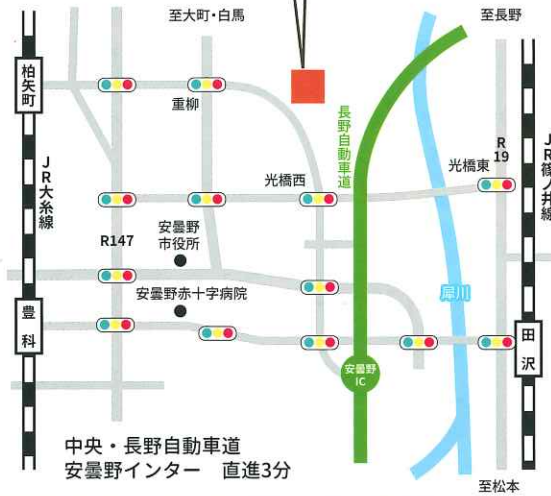 至大町・白馬
至長野
柏矢町
重柳
長野自動車道
R
19
JR篠ノ井線
JR大糸線
光橋西
光橋東
R147
安曇野
市役所
安曇野赤十字病院
犀川
豊科
田沢
安曇野
IC
中央・長野自動車道
安曇野インター 直進3分
至松本